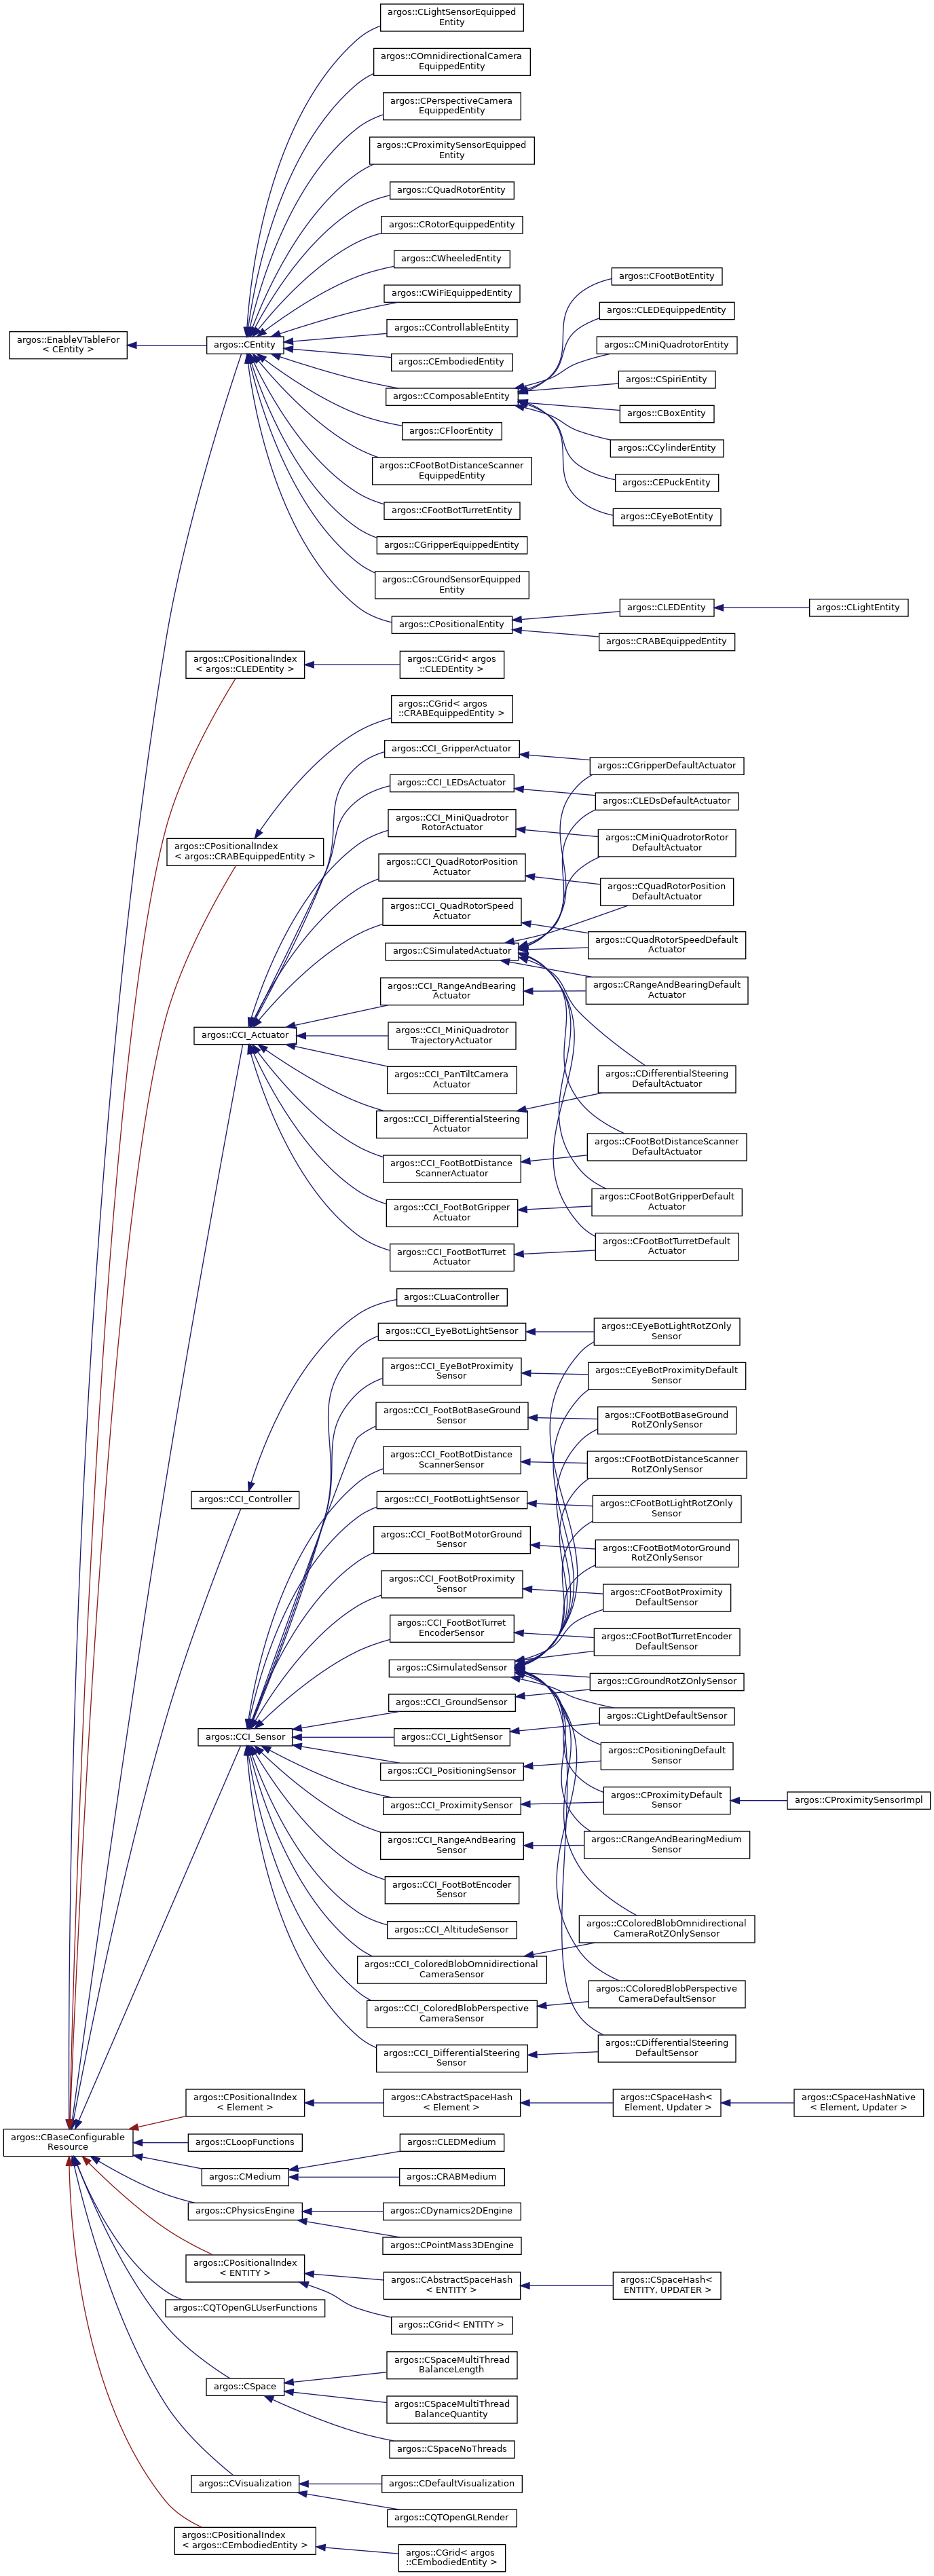 argos::CLightSensorEquipped
Entity
argos::COmnidirectionalCamera
EquippedEntity
argos::CPerspectiveCamera
EquippedEntity
argos::CProximitySensorEquipped
Entity
argos::CQuadRotorEntity
argos::CRotorEquippedEntity
argos::CWheeledEntity
argos::CWiFiEquippedEntity
argos::CControllableEntity
argos::CEmbodiedEntity
argos::CComposableEntity
argos::CFloorEntity
argos::CFootBotDistanceScanner
EquippedEntity
argos::CFootBotTurretEntity
argos::CGripperEquippedEntity
argos::CGroundSensorEquipped
Entity
argos::CPositionalEntity
argos::CFootBotEntity
argos::CLEDEquippedEntity
argos::CMiniQuadrotorEntity
argos::CSpiriEntity
argos::CBoxEntity
argos::CCylinderEntity
argos::CEPuckEntity
argos::CEyeBotEntity
argos::EnableVTableFor
< CEntity >
argos::CEntity
argos::CLEDEntity
argos::CLightEntity
argos::CRABEquippedEntity
argos::CPositionalIndex
< argos::CLEDEntity >
argos::CGrid< argos
::CLEDEntity >
argos::CGrid< argos
::CRABEquippedEntity >
argos::CPositionalIndex
< argos::CRABEquippedEntity >
argos::CCI_GripperActuator
argos::CCI_LEDsActuator
argos::CCI_MiniQuadrotor
RotorActuator
argos::CCI_QuadRotorPosition
Actuator
argos::CCI_QuadRotorSpeed
Actuator
argos::CSimulatedActuator
argos::CCI_RangeAndBearing
Actuator
argos::CCI_MiniQuadrotor
TrajectoryActuator
argos::CCI_PanTiltCamera
Actuator
argos::CCI_DifferentialSteering
Actuator
argos::CCI_FootBotDistance
ScannerActuator
argos::CCI_FootBotGripper
Actuator
argos::CCI_FootBotTurret
Actuator
argos::CCI_Actuator
argos::CGripperDefaultActuator
argos::CLEDsDefaultActuator
argos::CMiniQuadrotorRotor
DefaultActuator
argos::CQuadRotorPosition
DefaultActuator
argos::CQuadRotorSpeedDefault
Actuator
argos::CRangeAndBearingDefault
Actuator
argos::CDifferentialSteering
DefaultActuator
argos::CFootBotDistanceScanner
DefaultActuator
argos::CFootBotGripperDefault
Actuator
argos::CFootBotTurretDefault
Actuator
argos::CLuaController
argos::CCI_Controller
argos::CCI_EyeBotLightSensor
argos::CCI_EyeBotProximity
Sensor
argos::CCI_FootBotBaseGround
Sensor
argos::CCI_FootBotDistance
ScannerSensor
argos::CCI_FootBotLightSensor
argos::CCI_FootBotMotorGround
Sensor
argos::CCI_FootBotProximity
Sensor
argos::CCI_FootBotTurret
EncoderSensor
argos::CSimulatedSensor
argos::CCI_GroundSensor
argos::CCI_LightSensor
argos::CCI_PositioningSensor
argos::CCI_ProximitySensor
argos::CCI_RangeAndBearing
Sensor
argos::CCI_FootBotEncoder
Sensor
argos::CCI_AltitudeSensor
argos::CCI_ColoredBlobOmnidirectional
CameraSensor
argos::CCI_ColoredBlobPerspective
CameraSensor
argos::CCI_DifferentialSteering
Sensor
argos::CCI_Sensor
argos::CEyeBotLightRotZOnly
Sensor
argos::CEyeBotProximityDefault
Sensor
argos::CFootBotBaseGround
RotZOnlySensor
argos::CFootBotDistanceScanner
RotZOnlySensor
argos::CFootBotLightRotZOnly
Sensor
argos::CFootBotMotorGround
RotZOnlySensor
argos::CFootBotProximity
DefaultSensor
argos::CFootBotTurretEncoder
DefaultSensor
argos::CGroundRotZOnlySensor
argos::CLightDefaultSensor
argos::CPositioningDefault
Sensor
argos::CProximityDefault
Sensor
argos::CProximitySensorImpl
argos::CRangeAndBearingMedium
Sensor
argos::CColoredBlobOmnidirectional
CameraRotZOnlySensor
argos::CColoredBlobPerspective
CameraDefaultSensor
argos::CDifferentialSteering
DefaultSensor
argos::CBaseConfigurable
Resource
argos::CPositionalIndex
< Element >
argos::CAbstractSpaceHash
< Element >
argos::CSpaceHash<
Element, Updater >
argos::CSpaceHashNative
< Element, Updater >
argos::CLoopFunctions
argos::CMedium
argos::CLEDMedium
argos::CRABMedium
argos::CPhysicsEngine
argos::CDynamics2DEngine
argos::CPointMass3DEngine
argos::CPositionalIndex
< ENTITY >
argos::CAbstractSpaceHash
< ENTITY >
argos::CSpaceHash<
ENTITY, UPDATER >
argos::CGrid< ENTITY >
argos::CQTOpenGLUserFunctions
argos::CSpace
argos::CSpaceMultiThread
BalanceLength
argos::CSpaceMultiThread
BalanceQuantity
argos::CSpaceNoThreads
argos::CVisualization
argos::CDefaultVisualization
argos::CQTOpenGLRender
argos::CPositionalIndex
< argos::CEmbodiedEntity >
argos::CGrid< argos
::CEmbodiedEntity >